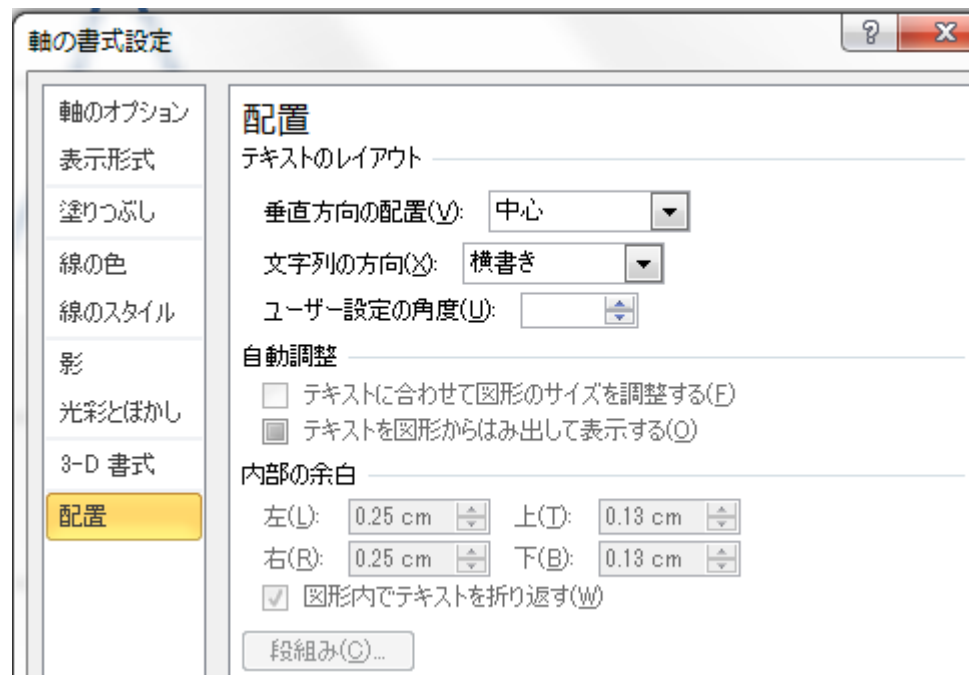 軸の書式設定
軸のオプション
表示形式
塗りつぶし
線の色
線のスタイル
影
光彩とぼかし
3-D 書式
配置
配置
テキストのレイアウト
垂直方向の配置(V): 中心
文字列の方向(X): 横書き
ユーザー設定の角度(U):
自動調整
テキストに合わせて図形のサイズを調整する(F)
テキストを図形からはみ出して表示する(O)
内部の余白
左(L): 0.25 cm 上(T): 0.13 cm
右(R): 0.25 cm 下(B): 0.13 cm
図形内でテキストを折り返す(W)
段組み(C)...